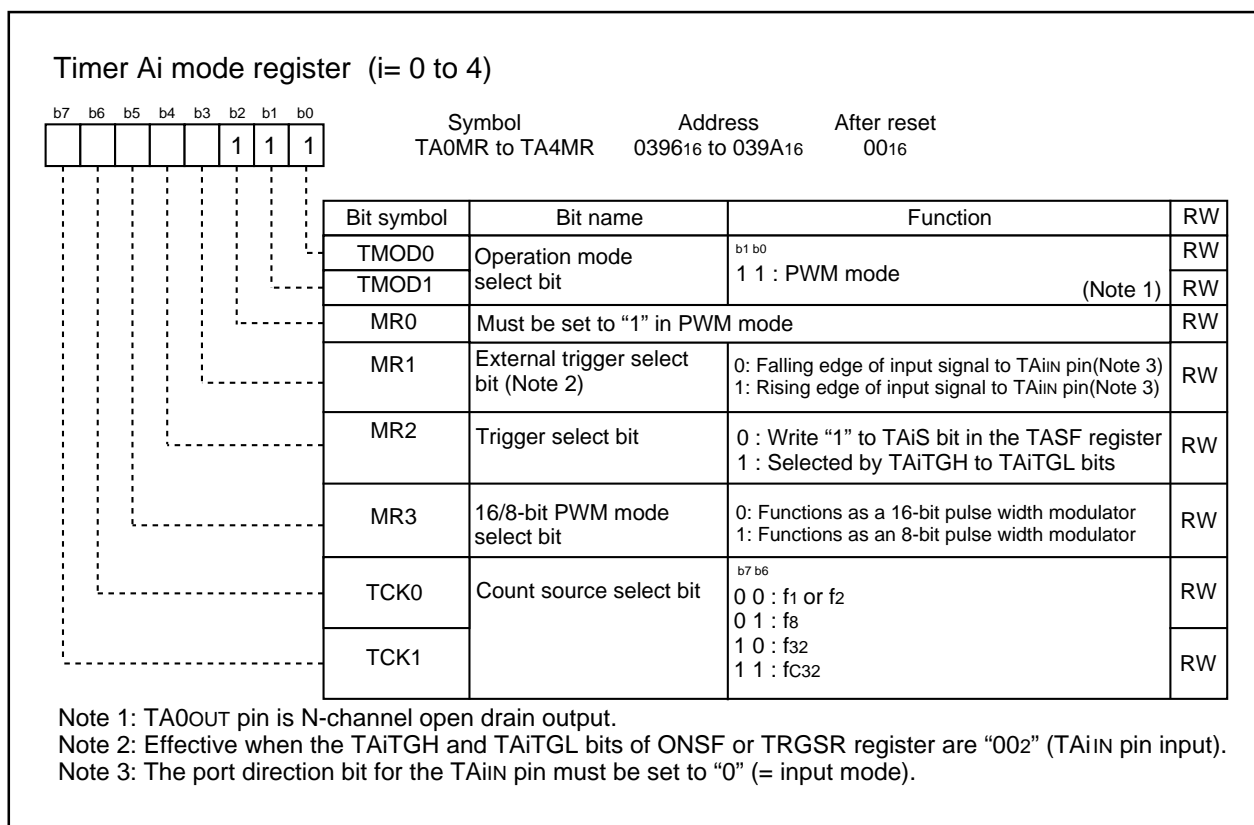 Timer Ai mode register (i= 0 to 4)
b7 b6 b5 b4 b3 b2 b1 b0
1 1 1
Symbol Address After reset
TA0MR to TA4MR 039616 to 039A16 0016
Bit symbol Bit name Function RW
TMOD0 Operation mode select bit b1 b0 RW
TMOD1 1 1 : PWM mode (Note 1) RW
MR0 Must be set to “1” in PWM mode RW
MR1 External trigger select bit (Note 2) 0: Falling edge of input signal to TAiIN pin(Note 3) RW
1: Rising edge of input signal to TAiIN pin(Note 3)
MR2 Trigger select bit 0 : Write “1” to TAiS bit in the TASF register RW
1 : Selected by TAiTGH to TAiTGL bits
MR3 16/8-bit PWM mode select bit 0: Functions as a 16-bit pulse width modulator RW
1: Functions as an 8-bit pulse width modulator
b7 b6
TCK0 Count source select bit 0 0 : f1 or f2 RW
0 1 : f8
1 0 : f32
TCK1 1 1 : fC32 RW
Note 1: TA0OUT pin is N-channel open drain output.
Note 2: Effective when the TAiTGH and TAiTGL bits of ONSF or TRGSR register are “002” (TAiIN pin input).
Note 3: The port direction bit for the TAiIN pin must be set to “0” (= input mode).